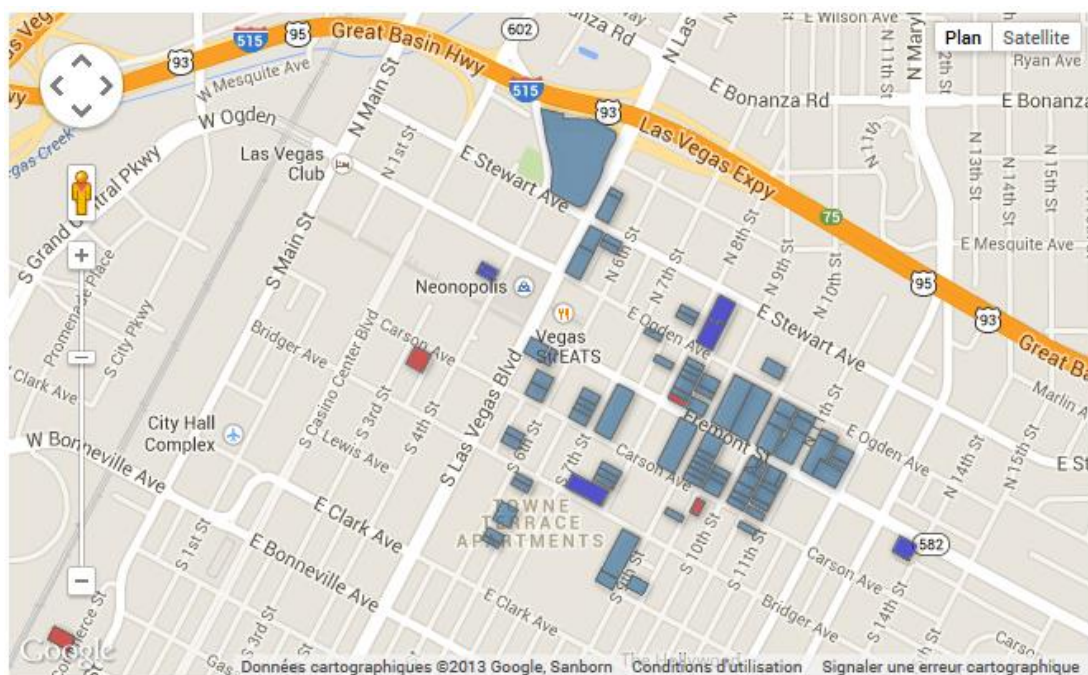 602
Bonanza Rd
E Wilson Ave
N 11th St
N Maryl
Plan
Satellite
Ryan Ave
Las Vegas
93
515
95
Great Basin Hwy
W Mesquite Ave
N Main St
N Las
E Bonanza Rd
E Bonanza
515
93
Las Vegas Expy
W Ogden
N 1st St
Las Vegas
Club
E Stewart Ave
N 13th St
N 14th St
N 15th St
75
E Mesquite Ave
S Grand Central Pkwy
S Main St
N 6th St
N 7th St
N 8th St
N 9th St
N 10th St
95
93
Promenade Place
S City Pkwy
Neonopolis
E Ogden Ave
E Stewart Ave
Great Ba
Bridger Ave
Carson Ave
Vegas
StrEATS
Clark Ave
S Casino Center Blvd
S 3rd St
S 4th St
S Las Vegas Blvd
Marlin A
City Hall
Complex
W Bonneville Ave
Lewis Ave
S 6th St
S 7th St
Carson Ave
Fremont St
E Ogden Ave
N 14th St
N 15th St
E St
E Clark Ave
TOWNE
TERRACE
APARTMENTS
S 1st St
E Bonneville Ave
S 10th St
S 11th St
582
Carson Ave
E Clark Ave
S 9th St
Bridger Ave
S 14th St
S 3rd St
Google
Données cartographiques ©2013 Google, Sanborn
Conditions d'utilisation
Signaler une erreur cartographique